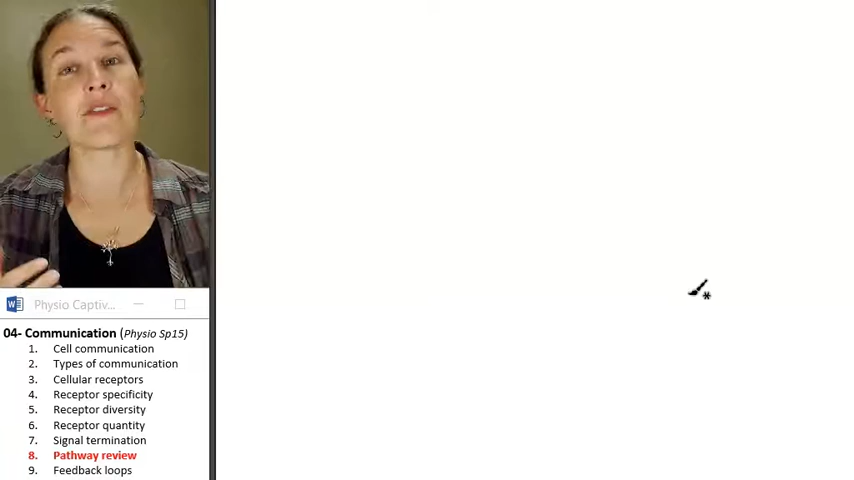 Physio Captiv...
04- Communication (Physio Sp15)
1. Cell communication
2. Types of communication
3. Cellular receptors
4. Receptor specificity
5. Receptor diversity
6. Receptor quantity
7. Signal termination
8. Pathway review
9. Feedback loops